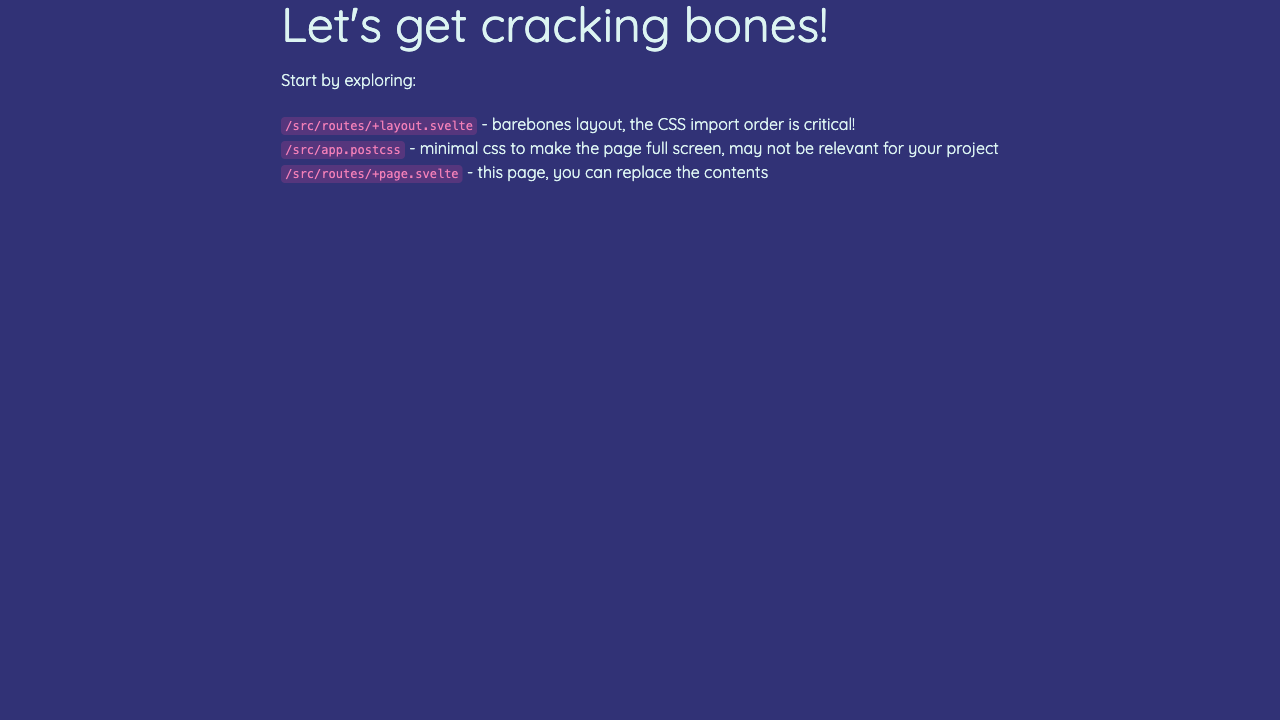 Let's get cracking bones!
Start by exploring:
/src/routes/+layout.svelte - barebones layout, the CSS import order is critical!
/src/app.postcss - minimal css to make the page full screen, may not be relevant for your project
/src/routes/+page.svelte - this page, you can replace the contents